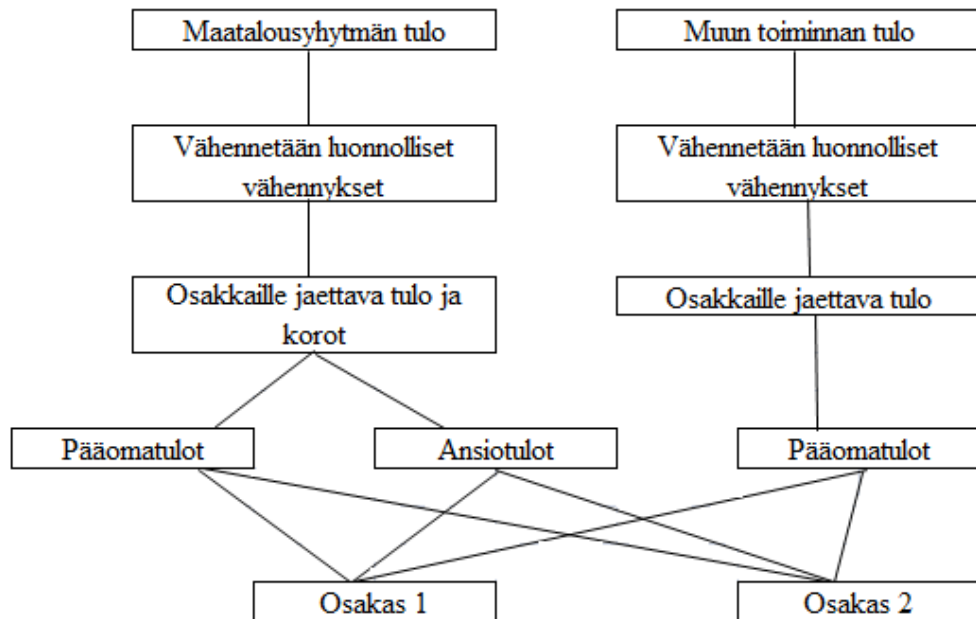 Maatalousyhytmän tulo
Muun toiminnan tulo
Vähennetään luonnolliset
vähennykset
Vähennetään luonnolliset
vähennykset
Osakkaille jaettava tulo ja
korot
Osakkaille jaettava tulo
Pääomatulot
Ansiotulot
Pääomatulot
Osakas 1
Osakas 2